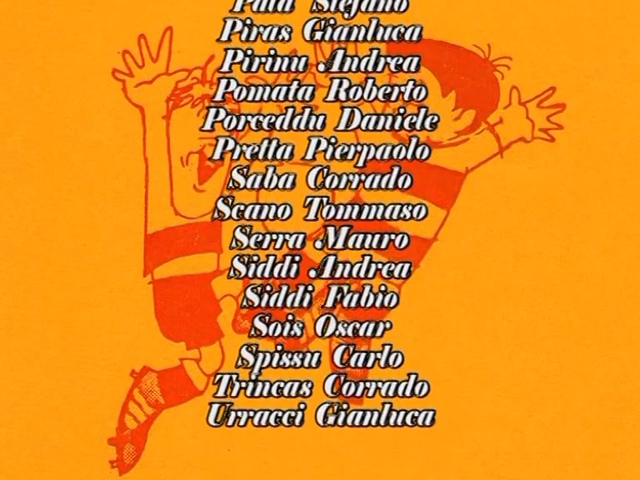 Stefano
Piras Gianluca
Pirinu Andrea
Pomata Roberto
Porceddu Daniele
Pretta Pierpaolo
Saba Corrado
Scano Tommaso
Serra Mauro
Siddi Andrea
Siddi Fabio
Sois Oscar
Spissu Carlo
Trincas Corrado
Urracci Gianluca